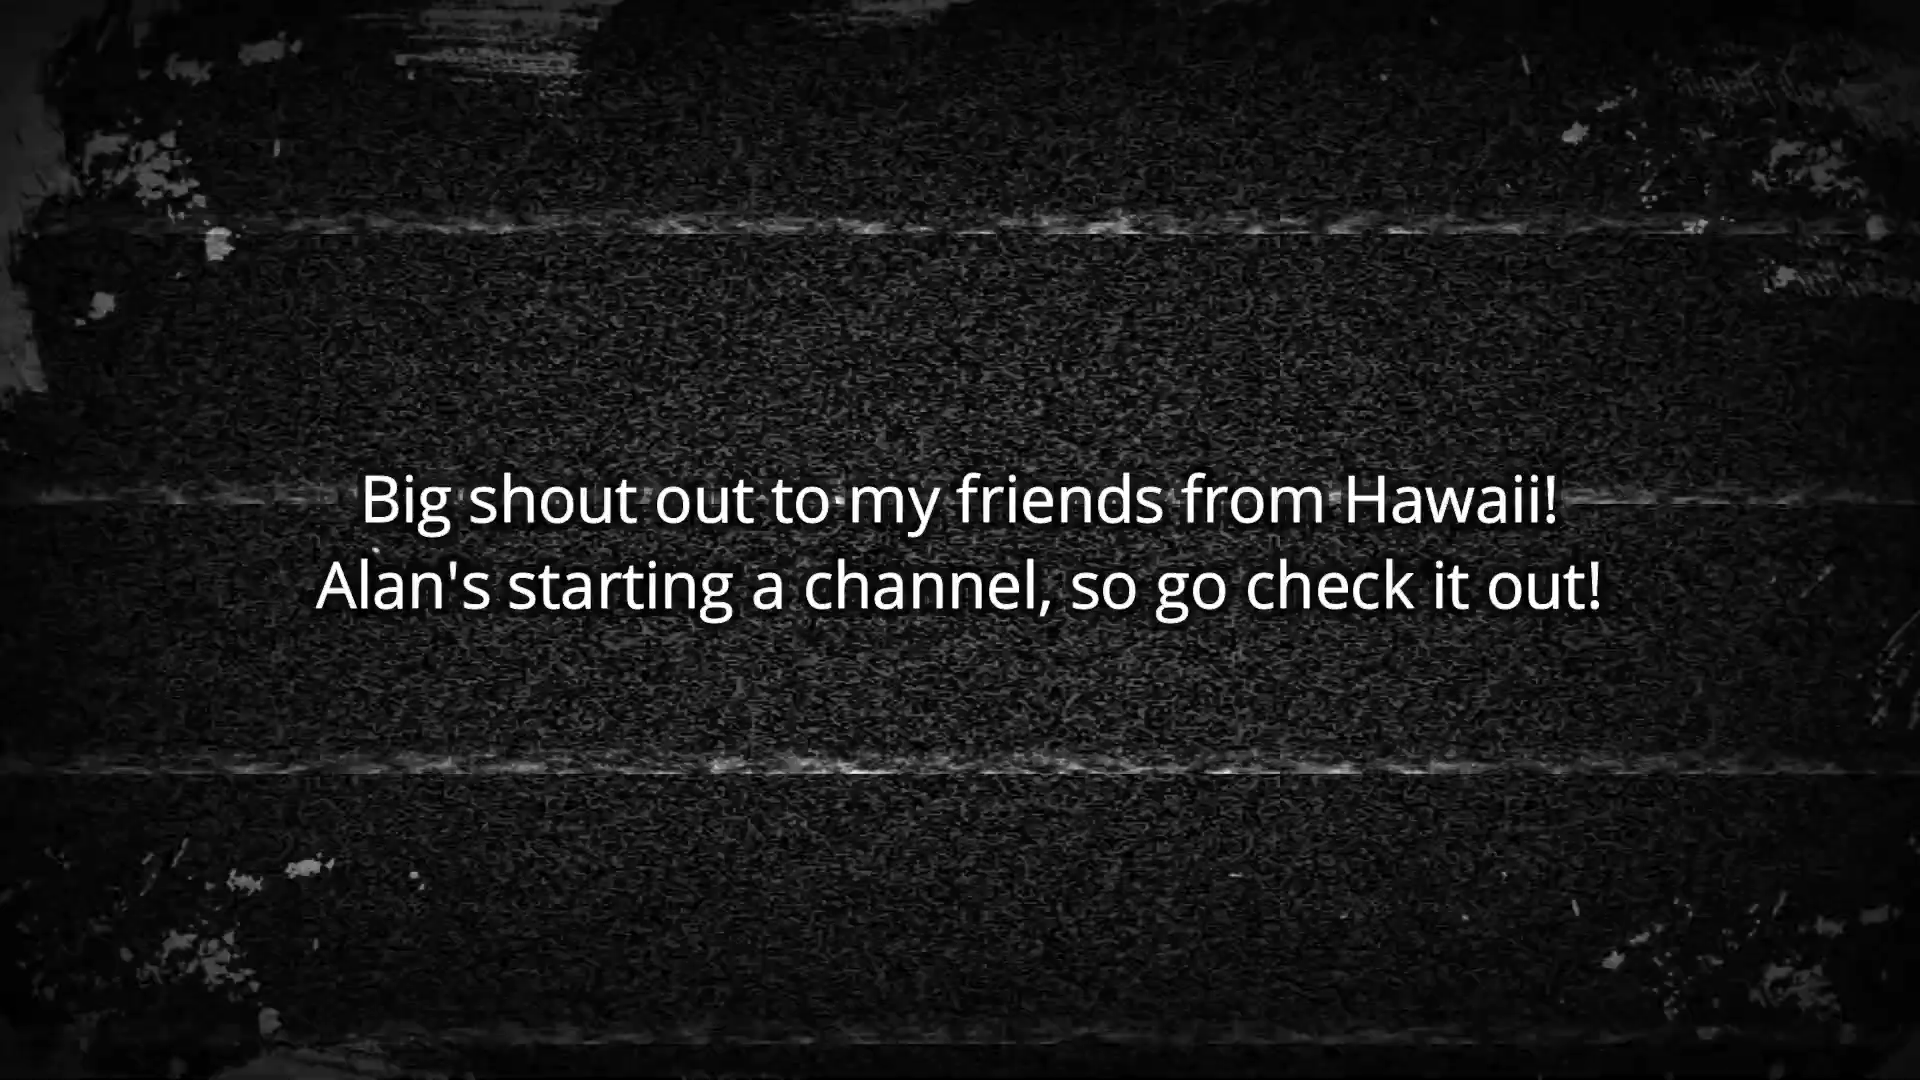 Big shout out to my friends from Hawaii!
Alan's starting a channel, so go check it out!